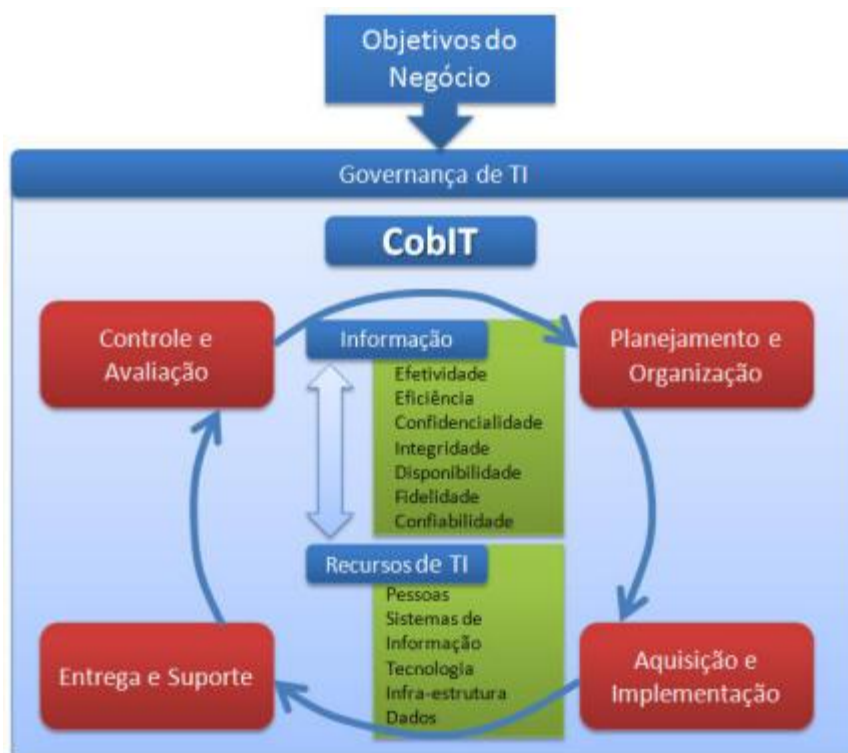 Objetivos do
Negócio
Governança de TI
CobIT
Controle e
Avaliação
Informação
Efetividade
Eficiência
Confidencialidade
Integridade
Disponibilidade
Fidelidade
Confiabilidade
Planejamento e
Organização
Recursos de TI
Pessoas
Sistemas de
Informação
Tecnologia
Infra-estrutura
Dados
Entrega e Suporte
Aquisição e
Implementação